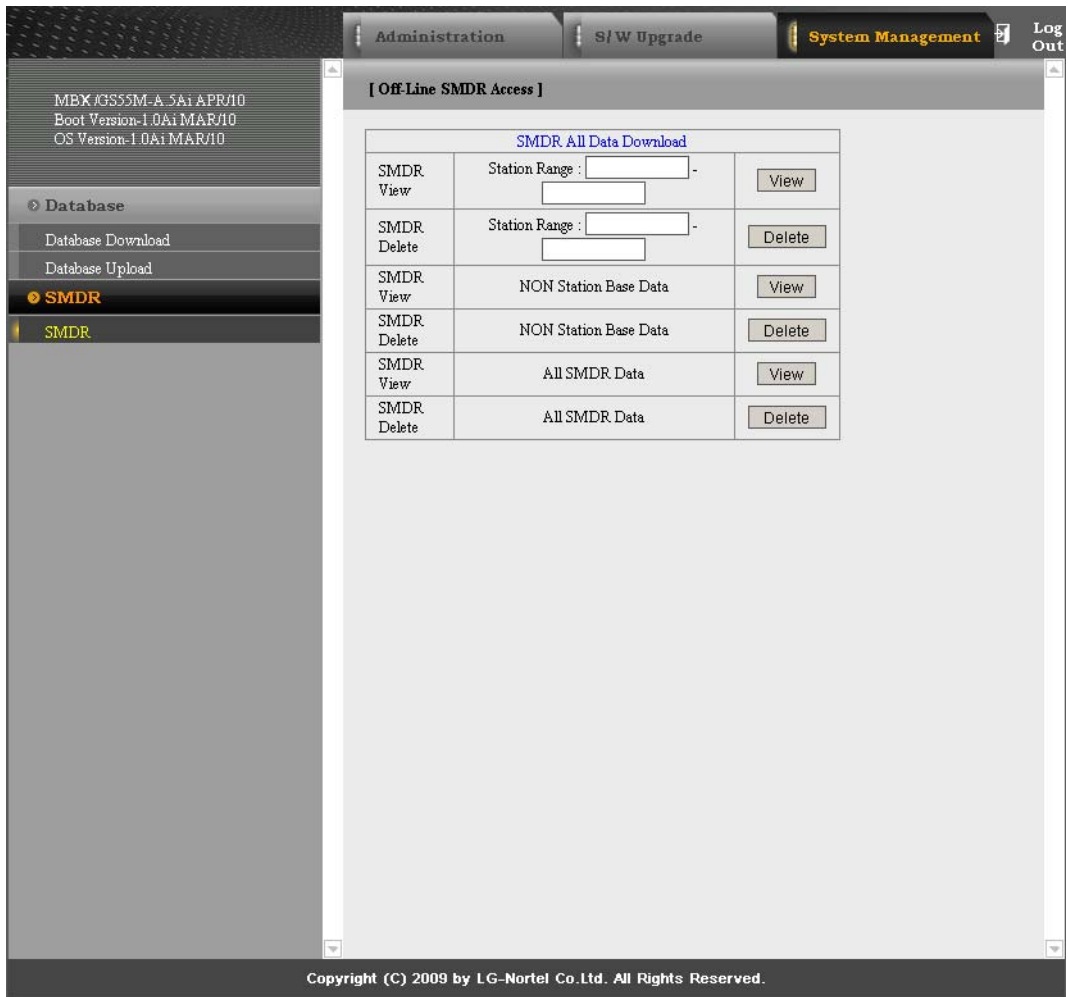 Administration
S/W Upgrade
System Management
Log
Out
MBX /GS55M-A.5Ai APR/10
Boot Version-1.0Ai MAR/10
OS Version-1.0Ai MAR/10
Database
Database Download
Database Upload
SMDR
SMDR
[ Off-Line SMDR Access ]
SMDR All Data Download
SMDR
View
Station Range : -
View
SMDR
Delete
Station Range : -
Delete
SMDR
View
NON Station Base Data
View
SMDR
Delete
NON Station Base Data
Delete
SMDR
View
All SMDR Data
View
SMDR
Delete
All SMDR Data
Delete
Copyright (C) 2009 by LG-Nortel Co.Ltd. All Rights Reserved.